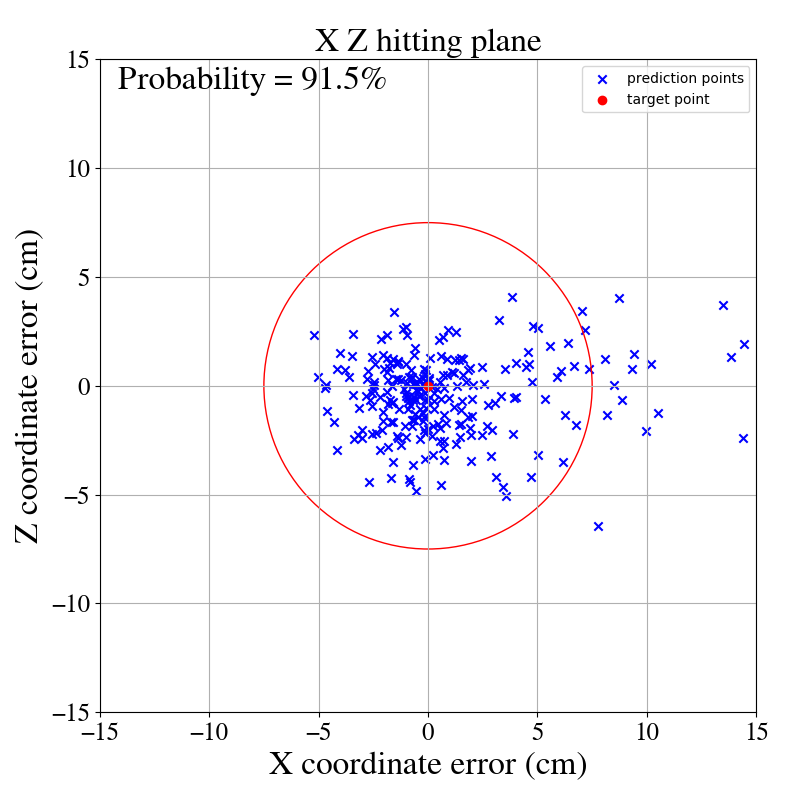 X Z hitting plane
Probability = 91.5%
prediction points
target point
15
10
5
0
−5
−10
−15
Z coordinate error (cm)
−15 −10 −5 0 5 10 15
X coordinate error (cm)